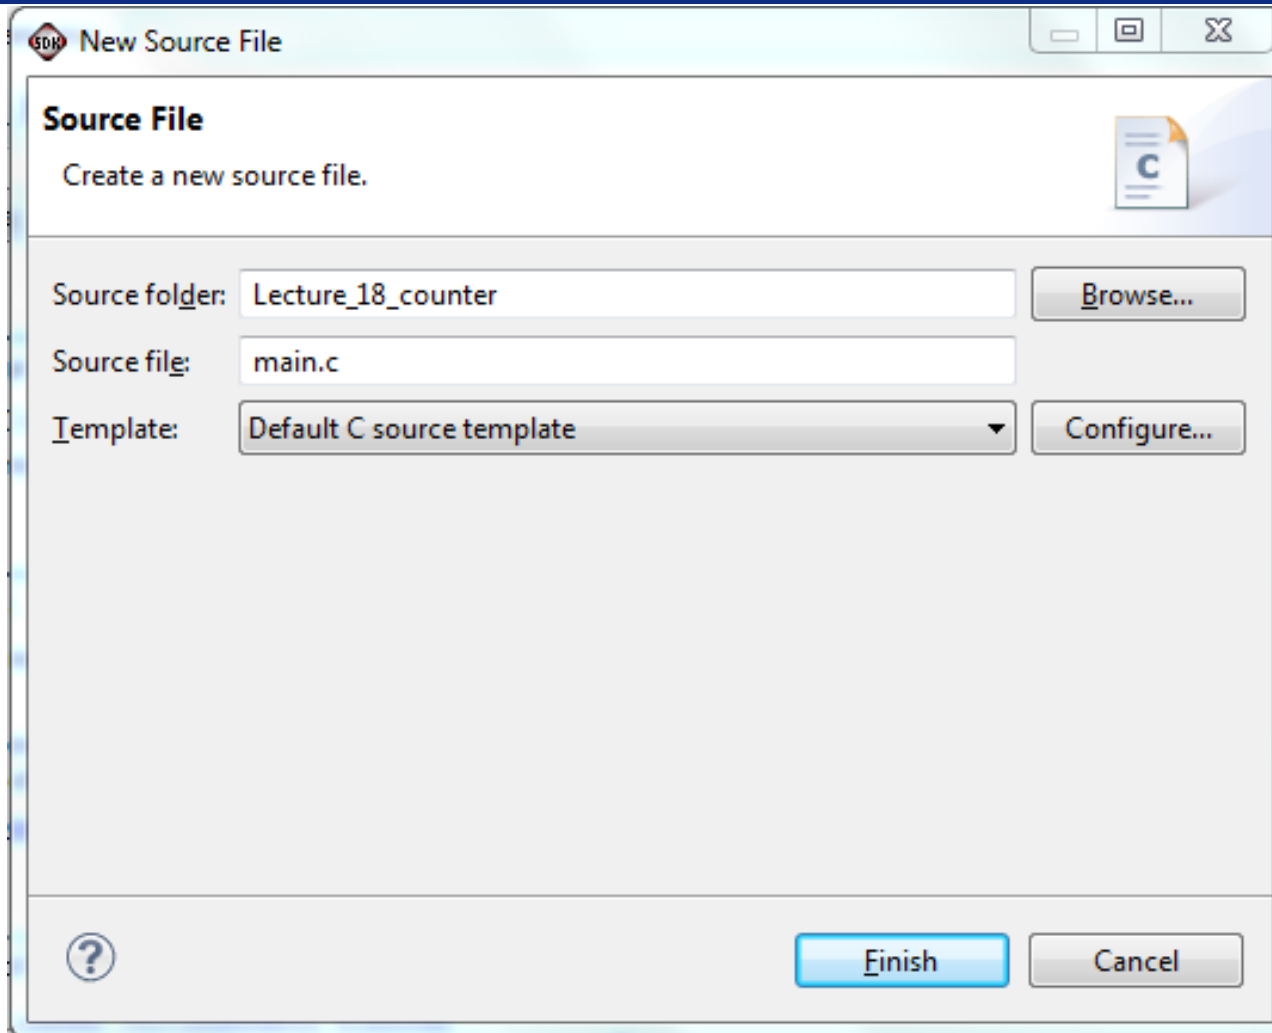 SDK New Source File
Source File
Create a new source file.
C
Source folder: Lecture_18_counter Browse...
Source file: main.c
Template: Default C source template Configure...
? Finish Cancel